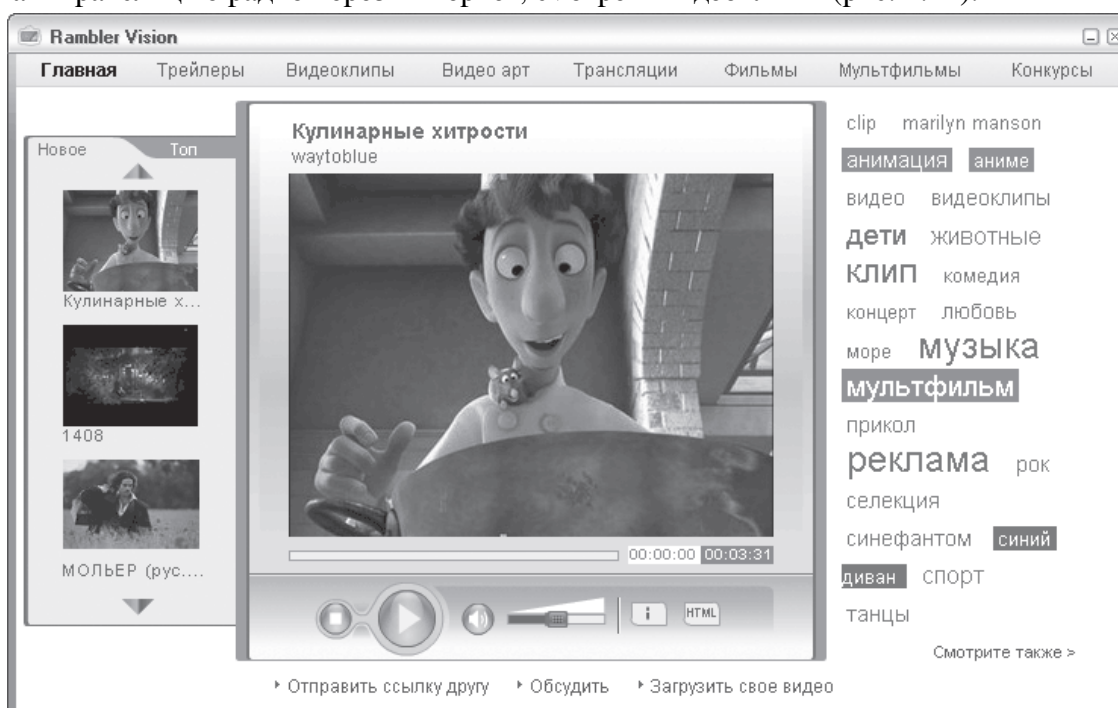 Rambler Vision
Главная Трейлеры Видеоклипы Видео арт Трансляции Фильмы Мультфильмы Конкурсы
Новое Топ
Кулинарные х...
1408
МОЛЬЕР (рус....
Кулинарные хитрости
waytoblue
00:00:00 00:03:31
i HTML
Отправить ссылку другу Обсудить Загрузить свое видео
clip marilyn manson
анимация аниме
видео видеоклипы
дети животные
клип комедия
концерт любовь
море музыка
мультфильм
прикол
реклама рок
селекция
синефантом синий
диван спорт
танцы
Смотрите также >